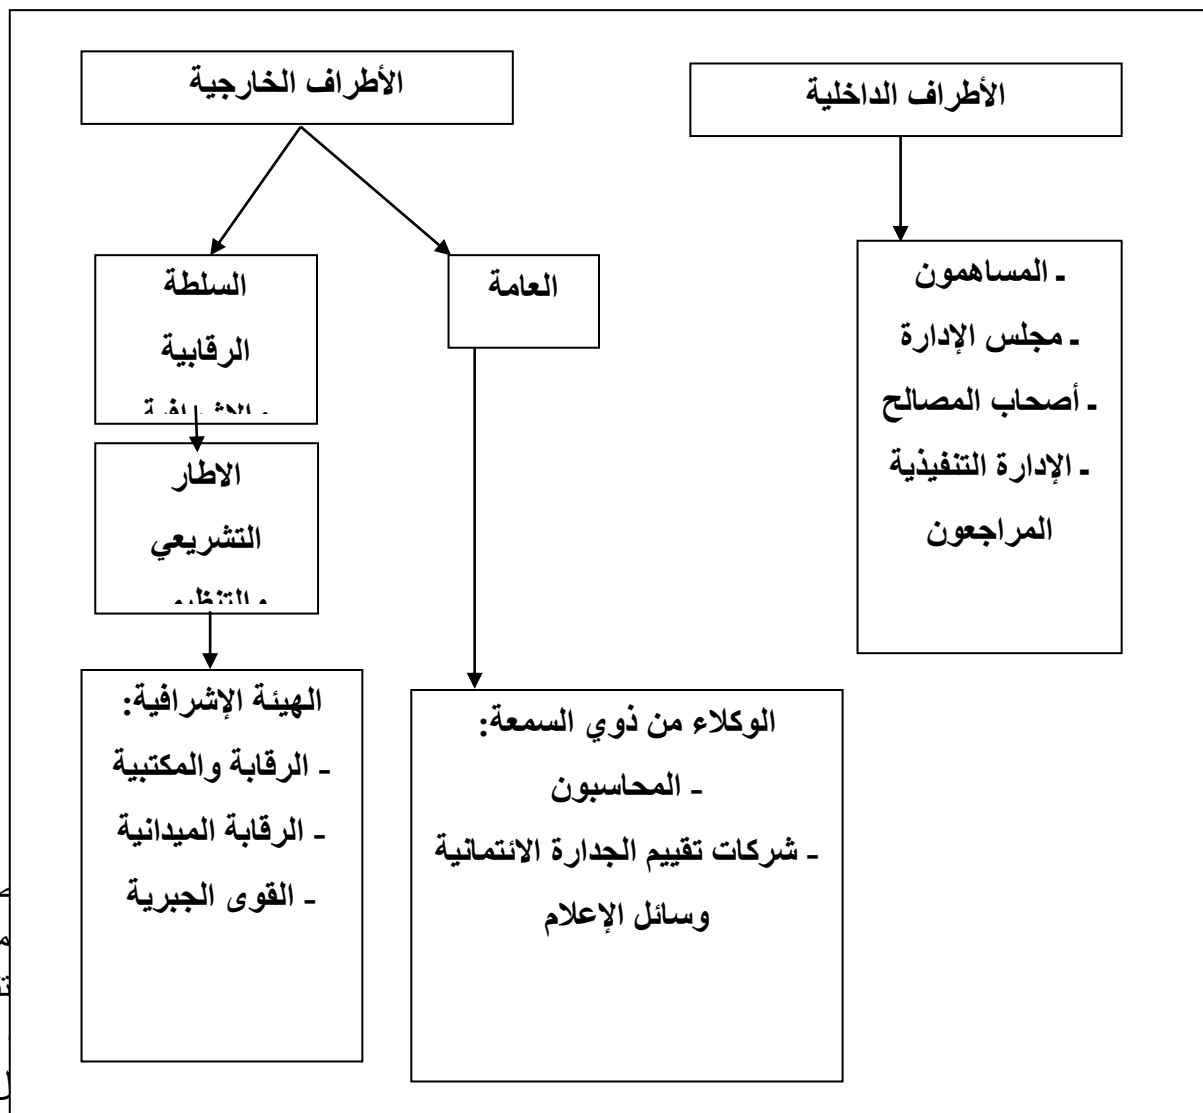 الأطراف الداخلية
ـ المساهمون
ـ مجلس الإدارة
ـ أصحاب المصالح
ـ الإدارة التنفيذية
المراجعون
الأطراف الخارجية
العامة
الوكلاء من ذوي السمعة:
- المحاسبون
- شركات تقييم الجدارة الائتمانية
وسائل الإعلام
السلطة
الرقابية
الاطار
التشريعي
الهيئة الإشرافية:
- الرقابة والمكتبية
- الرقابة الميدانية
- القوى الجبرية